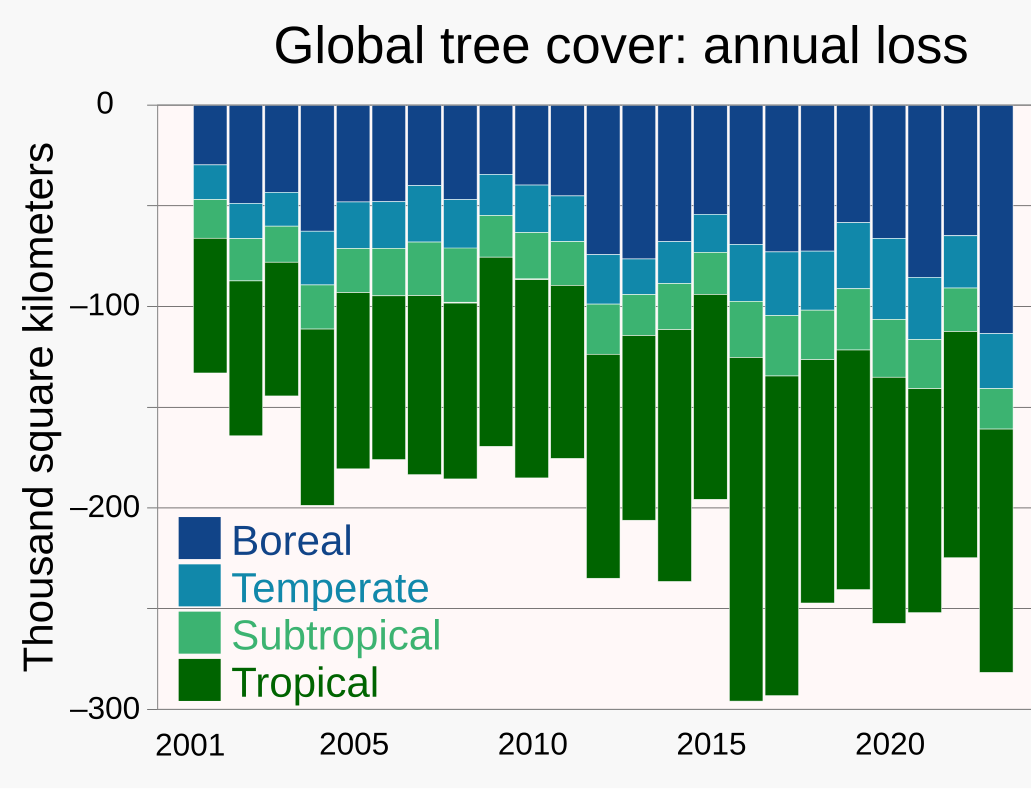 Global tree cover: annual loss
Thousand square kilometers
0
–100
–200
–300
Boreal
Temperate
Subtropical
Tropical
2001 2005 2010 2015 2020